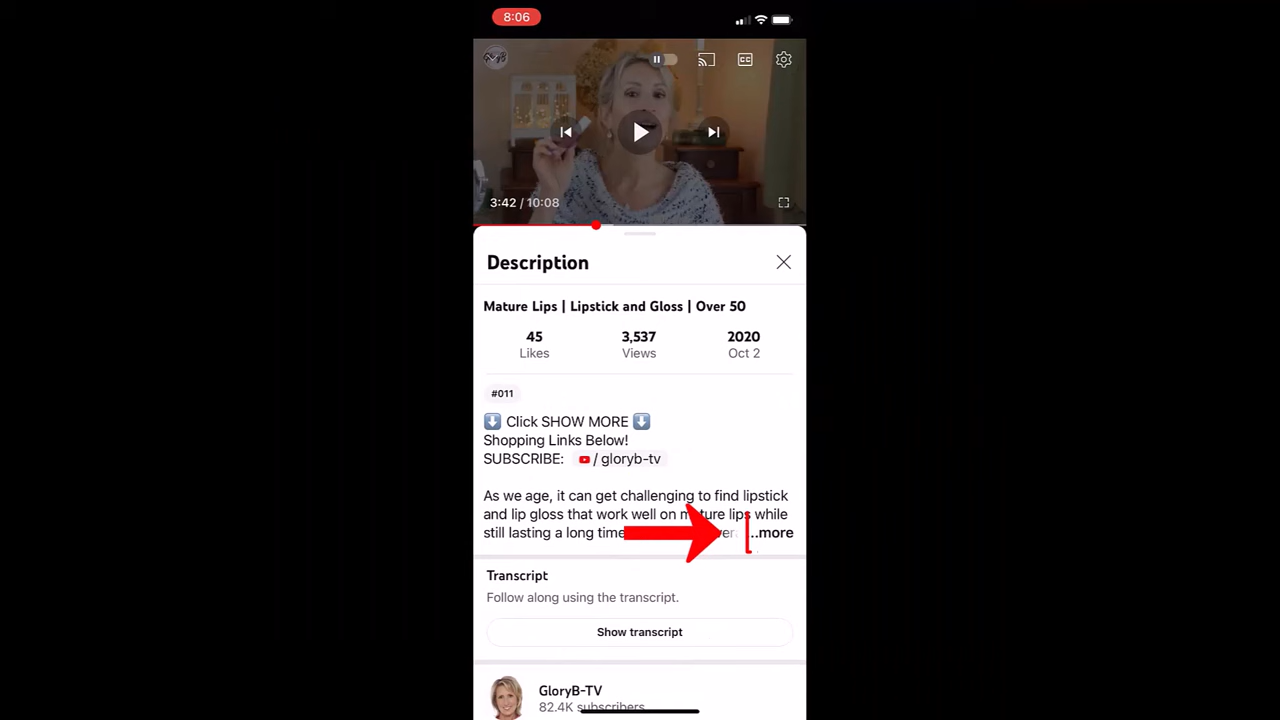 8:06
3:42 / 10:08
Description
Mature Lips | Lipstick and Gloss | Over 50
45 3,537 2020
Likes Views Oct 2
#011
Click SHOW MORE
Shopping Links Below!
SUBSCRIBE: / gloryb-tv
As we age, it can get challenging to find lipstick
and lip gloss that work well on mature lips while
still lasting a long time ...more
Transcript
Follow along using the transcript.
Show transcript
GloryB-TV
82.4K subscribers